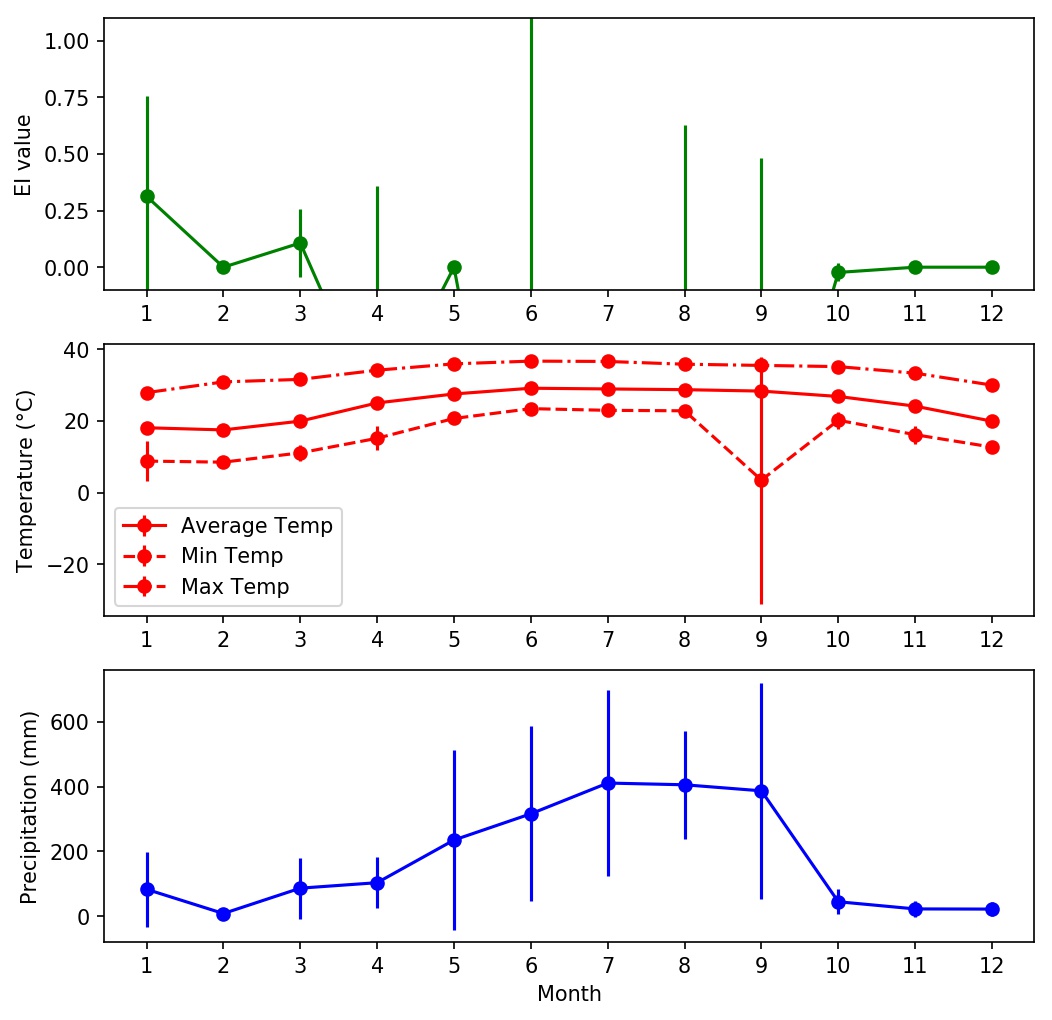 EI value
1.00
0.75
0.50
0.25
0.00
1 2 3 4 5 6 7 8 9 10 11 12
Temperature (°C)
40
20
0
−20
Average Temp
Min Temp
Max Temp
1 2 3 4 5 6 7 8 9 10 11 12
Precipitation (mm)
600
400
200
0
1 2 3 4 5 6 7 8 9 10 11 12
Month